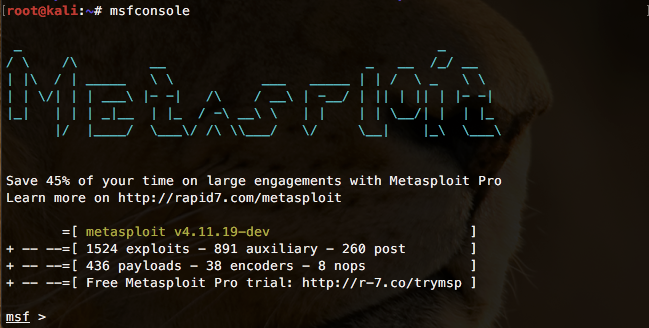 [root@kali:~# msfconsole
METASPLOIT
Save 45% of your time on large engagements with Metasploit Pro
Learn more on http://rapid7.com/metasploit
=[ metasploit v4.11.19-dev ]
+ -- --=[ 1524 exploits - 891 auxiliary - 260 post ]
+ -- --=[ 436 payloads - 38 encoders - 8 nops ]
+ -- --=[ Free Metasploit Pro trial: http://r-7.co/trymsp ]
msf >